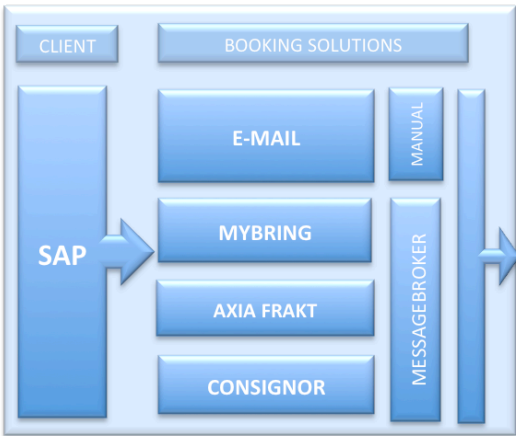 CLIENT
BOOKING SOLUTIONS
SAP
E-MAIL
MANUAL
MYBRING
AXIA FRAKT
CONSIGNOR
MESSAGEBROKER